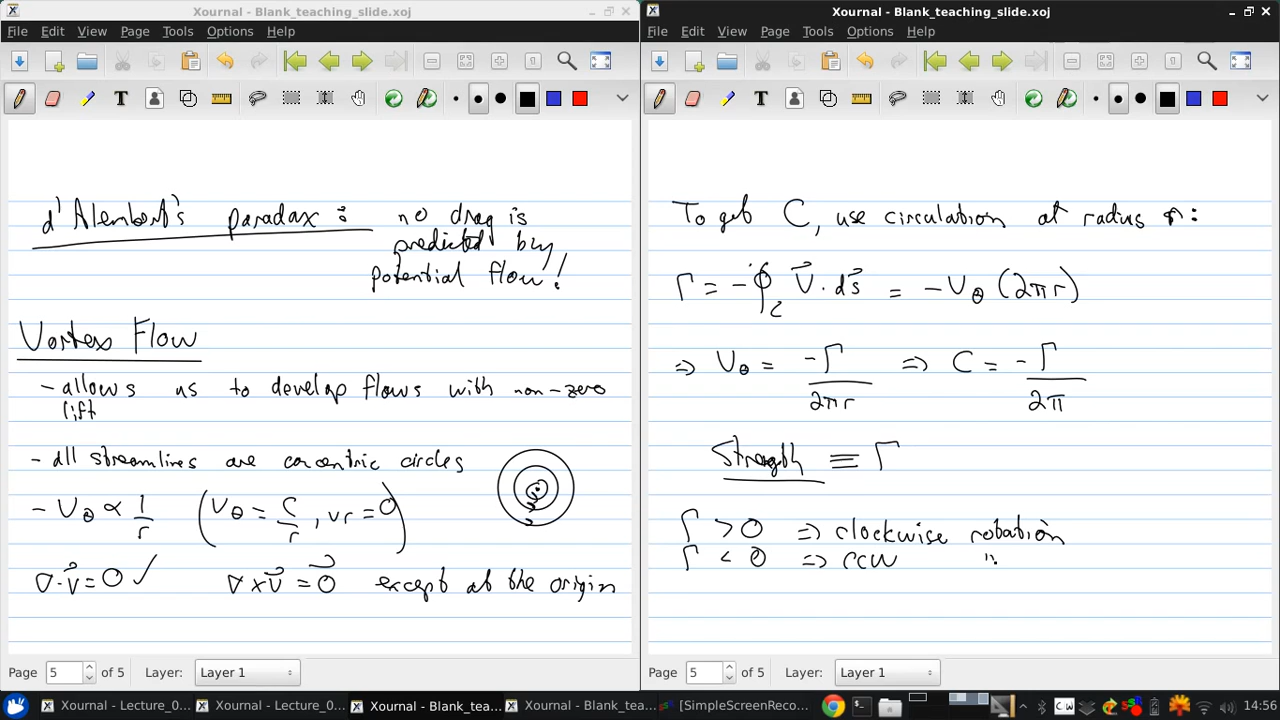 Xournal - Blank_teaching_slide.xoj
File Edit View Page Tools Options Help
d'Alembert's paradox : no drag is
predicted buy
potential flow!
Vortex Flow
- allows us to develop flows with non-zero
lift
- all streamlines are concentric circles
- V_θ ∝ 1/r (V_θ = C/r , v_r = 0)
∇·V⃗ = 0 ✓ ∇×V⃗ = 0⃗ except at the origin
Page 5 of 5 Layer: Layer 1
Xournal - Blank_teaching_slide.xoj
File Edit View Page Tools Options Help
To get C, use circulation at radius r:
Γ = -∮_C V⃗·ds⃗ = -V_θ (2πr)
⇒ V_θ = -Γ/2πr ⇒ C = -Γ/2π
Strength ≡ Γ
Γ > 0 ⇒ clockwise rotation
Γ < 0 ⇒ ccw "
Page 5 of 5 Layer: Layer 1
Xournal - Lecture_0... Xournal - Lecture_0... Xournal - Blank_tea... Xournal - Blank_tea... [SimpleScreenReco... CW 14:56